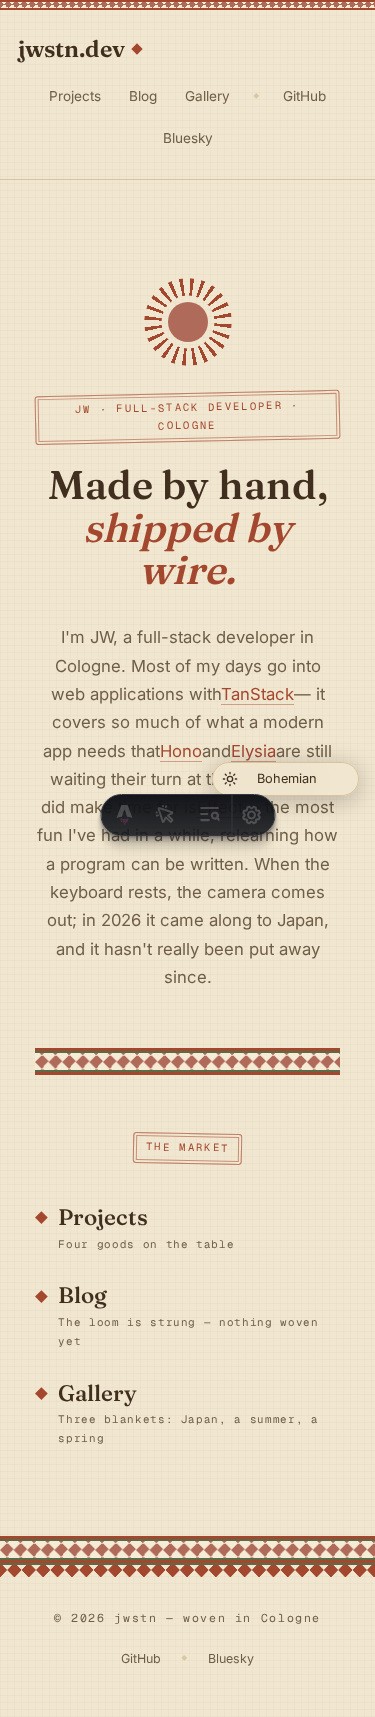 jwstn.dev
Projects Blog Gallery GitHub
Bluesky
JW · FULL-STACK DEVELOPER ·
COLOGNE
Made by hand,
shipped by
wire.
I'm JW, a full-stack developer in
Cologne. Most of my days go into
web applications withTanStack— it
covers so much of what a modern
app needs thatHonoandElysiaare still
waiting their turn at
Bohemian
did the most
fun I've had in a while, relearning how
a program can be written. When the
keyboard rests, the camera comes
out; in 2026 it came along to Japan,
and it hasn't really been put away
since.
THE MARKET
Projects
Four goods on the table
Blog
The loom is strung — nothing woven
yet
Gallery
Three blankets: Japan, a summer, a
spring
© 2026 jwstn — woven in Cologne
GitHub Bluesky